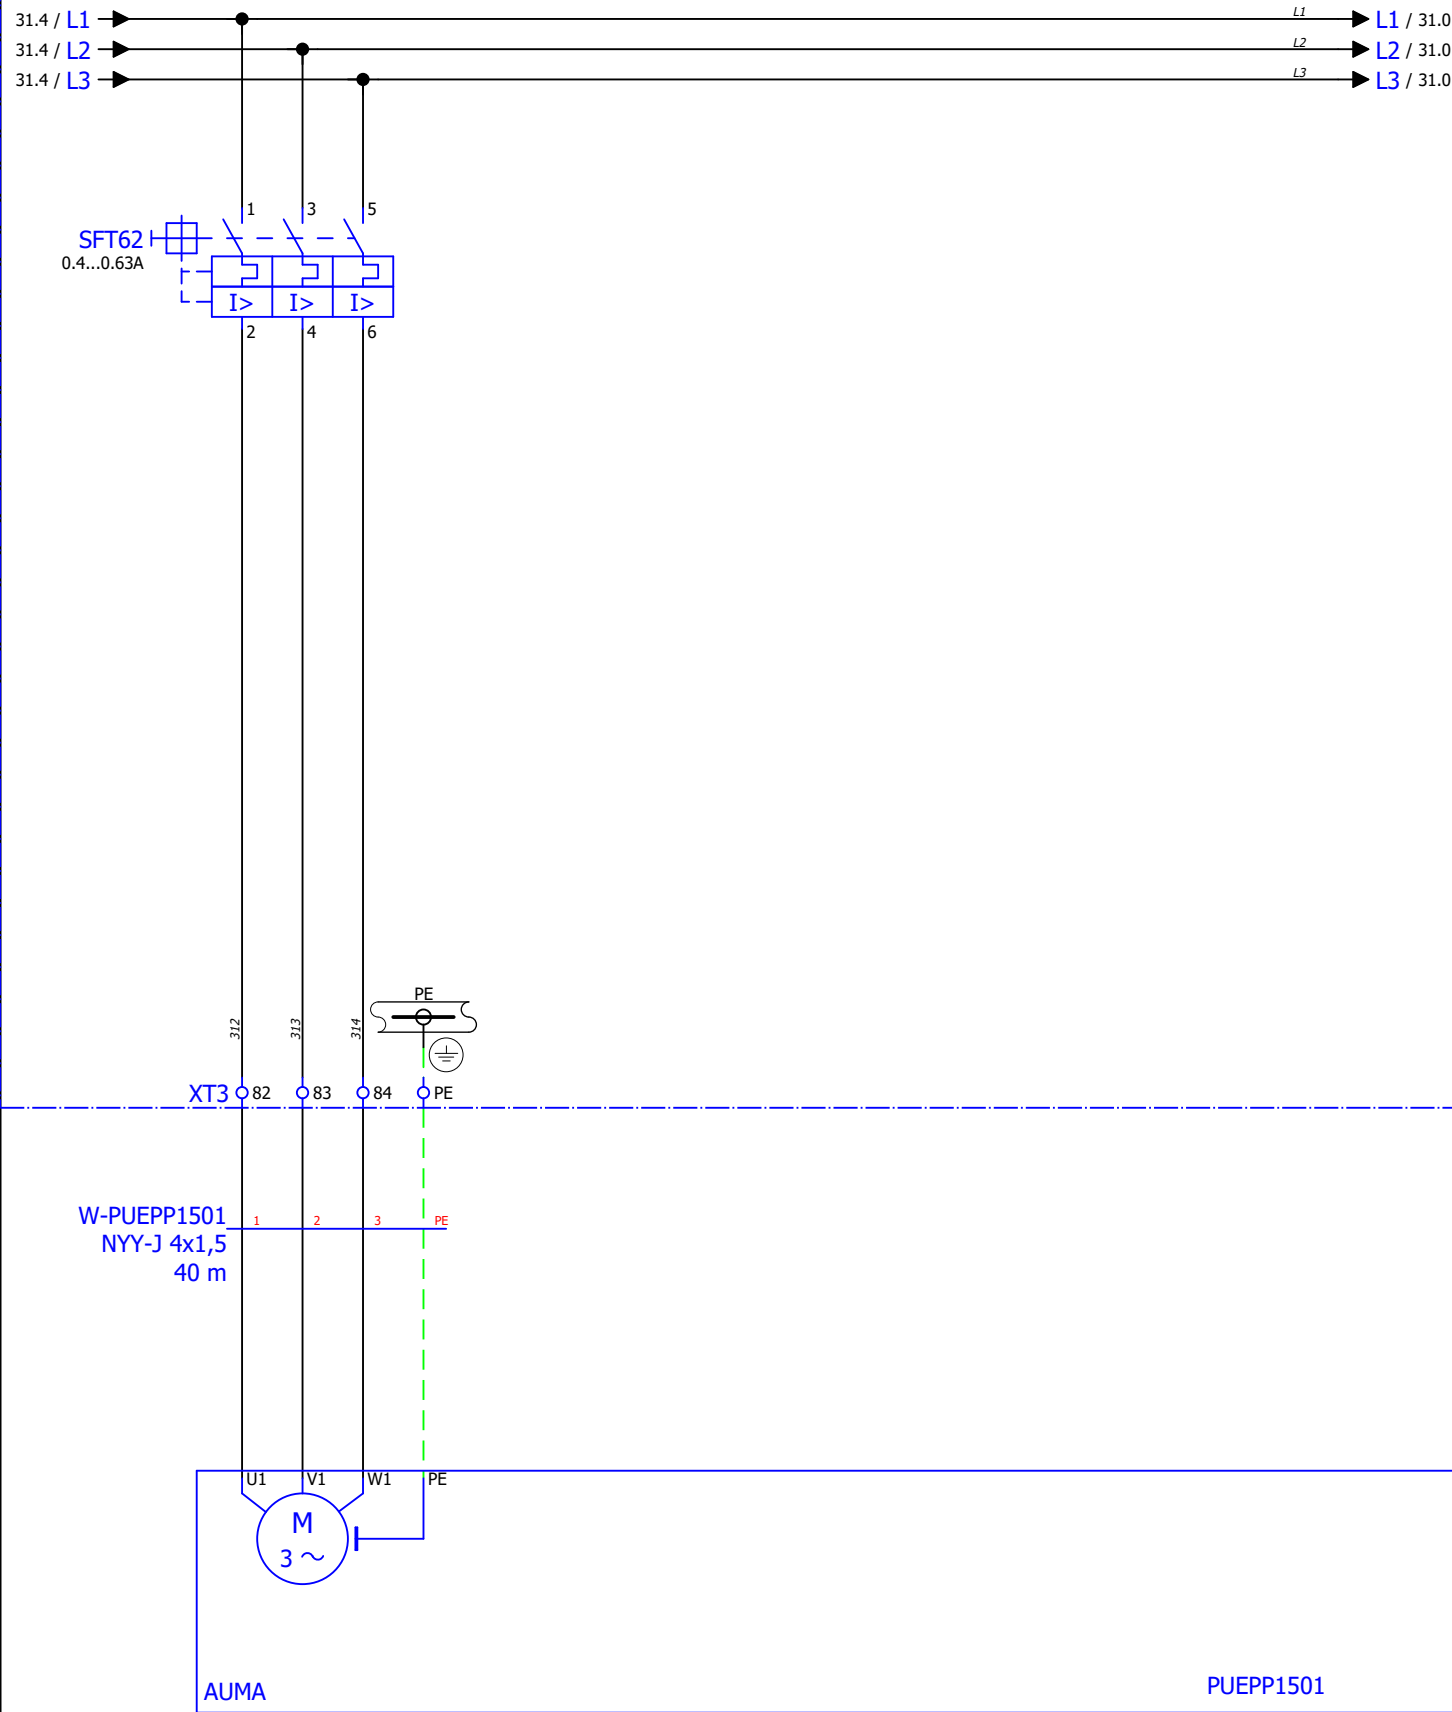 31.4 / L1 L1 L1 / 31.0
31.4 / L2 L2 L2 / 31.0
31.4 / L3 L3 L3 / 31.0
1 3 5
SFT62
0.4...0.63A
I> I> I>
2 4 6
PE
312 313 314
XT3 82 83 84 PE
W-PUEPP1501 1 2 3 PE
NYY-J 4x1,5
40 m
U1 V1 W1 PE
M
3 ~
AUMA PUEPP1501